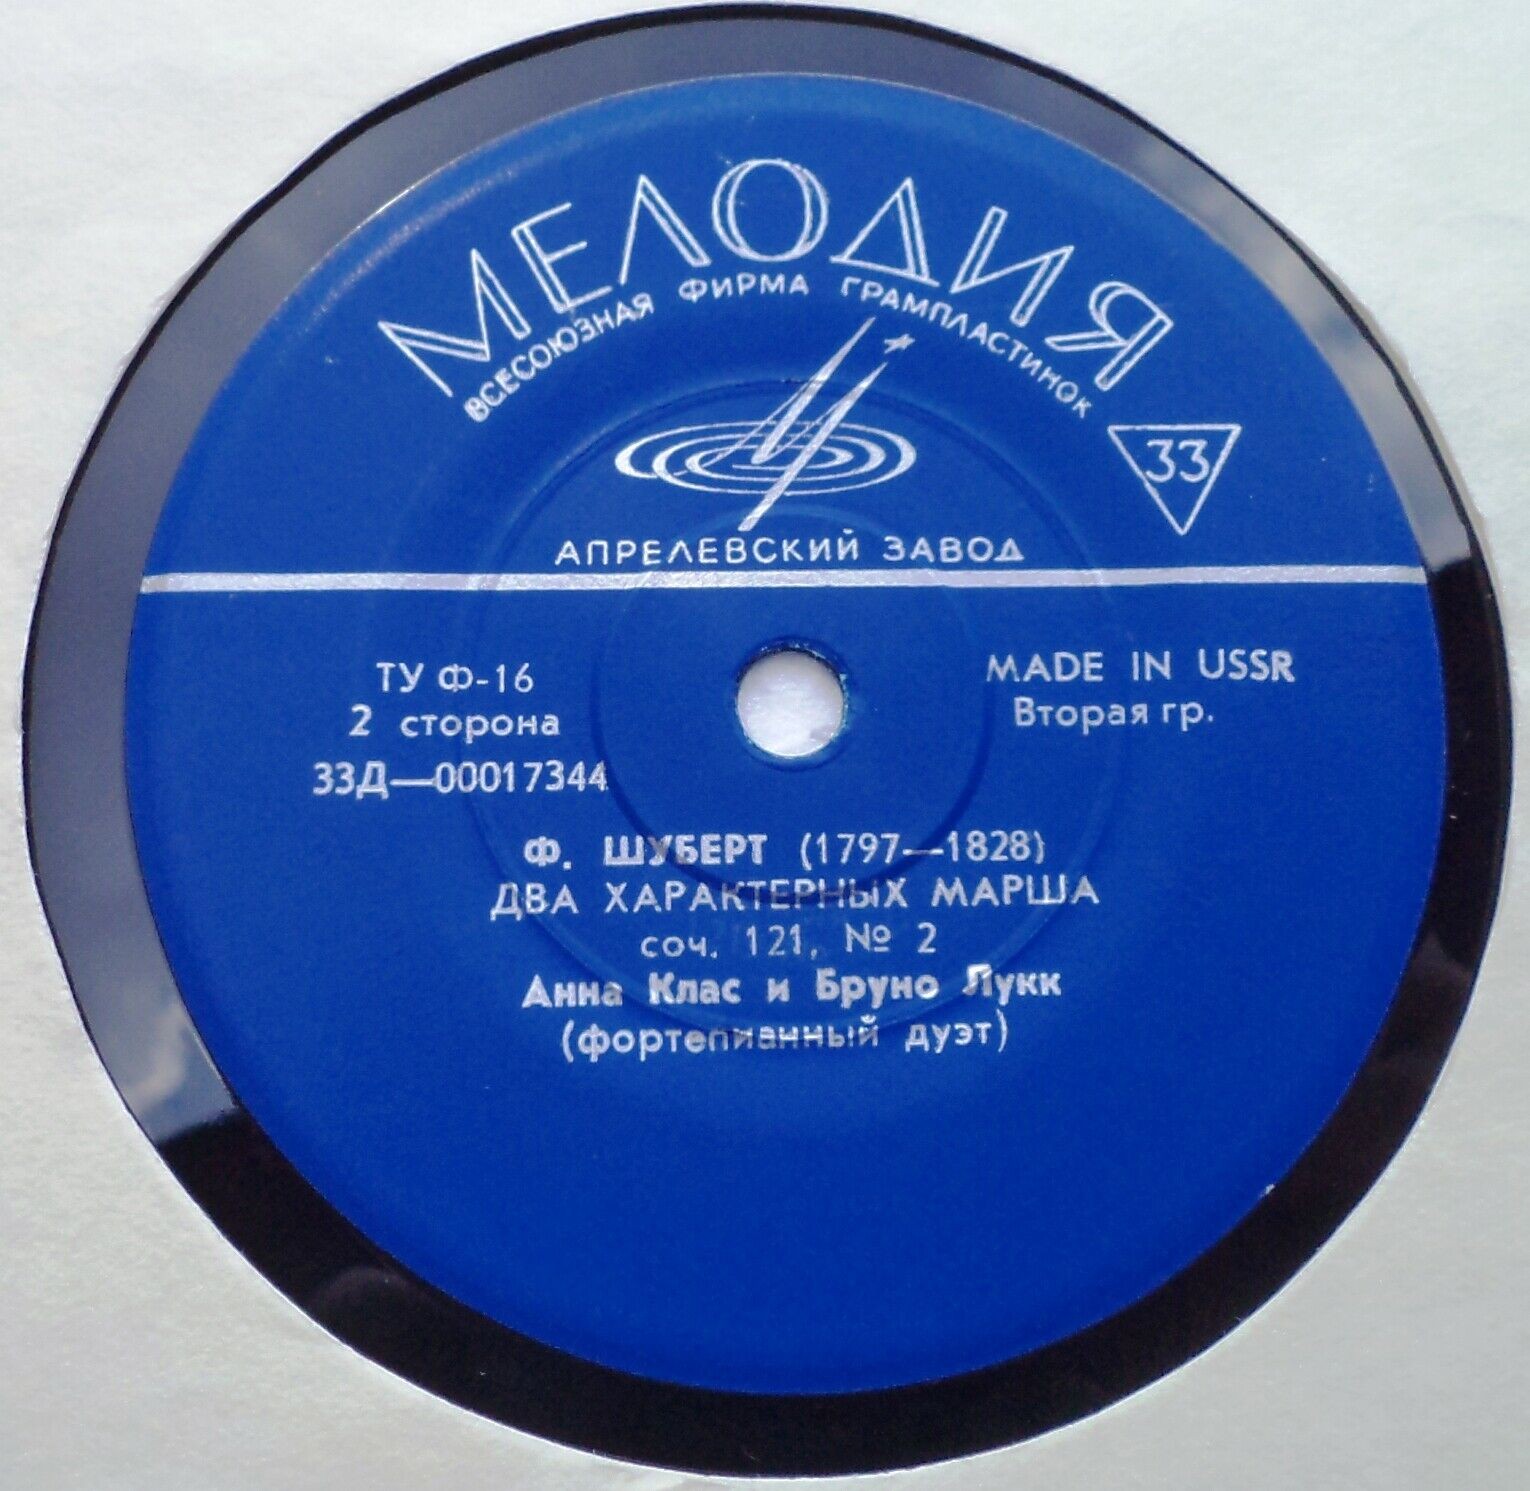 МЕЛОДИЯ
ВСЕСОЮЗНАЯ ФИРМА ГРАМПЛАСТИНОК
33
АПРЕЛЕВСКИЙ ЗАВОД
ТУ Ф-16
2 сторона
33Д—00017344
MADE IN USSR
Вторая гр.
Ф. ШУБЕРТ (1797—1828)
ДВА ХАРАКТЕРНЫХ МАРША
соч. 121, № 2
Анна Клас и Бруно Лукк
(фортепианный дуэт)